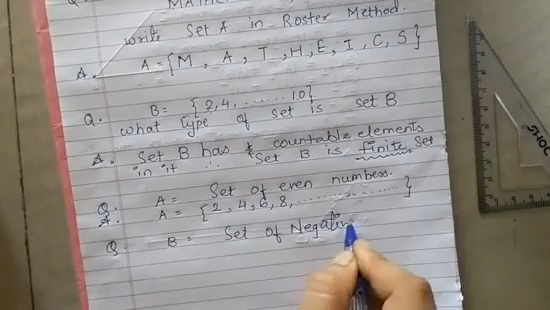 Q.
write Set A in Roster Method.
A. A = {M, A, T, H, E, I, C, S}
Q. B = {2, 4, ........ 10}
what type of set is set B
A. Set B has countable elements
in it ∴ Set B is finite set
Q. A = Set of even numbers.
A. A = {2, 4, 6, 8, ........, ........}
Q. B = Set of Negativ